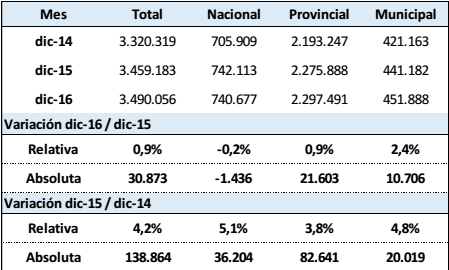 Mes Total Nacional Provincial Municipal
dic-14 3.320.319 705.909 2.193.247 421.163
dic-15 3.459.183 742.113 2.275.888 441.182
dic-16 3.490.056 740.677 2.297.491 451.888
Variación dic-16 / dic-15
Relativa 0,9% -0,2% 0,9% 2,4%
Absoluta 30.873 -1.436 21.603 10.706
Variación dic-15 / dic-14
Relativa 4,2% 5,1% 3,8% 4,8%
Absoluta 138.864 36.204 82.641 20.019